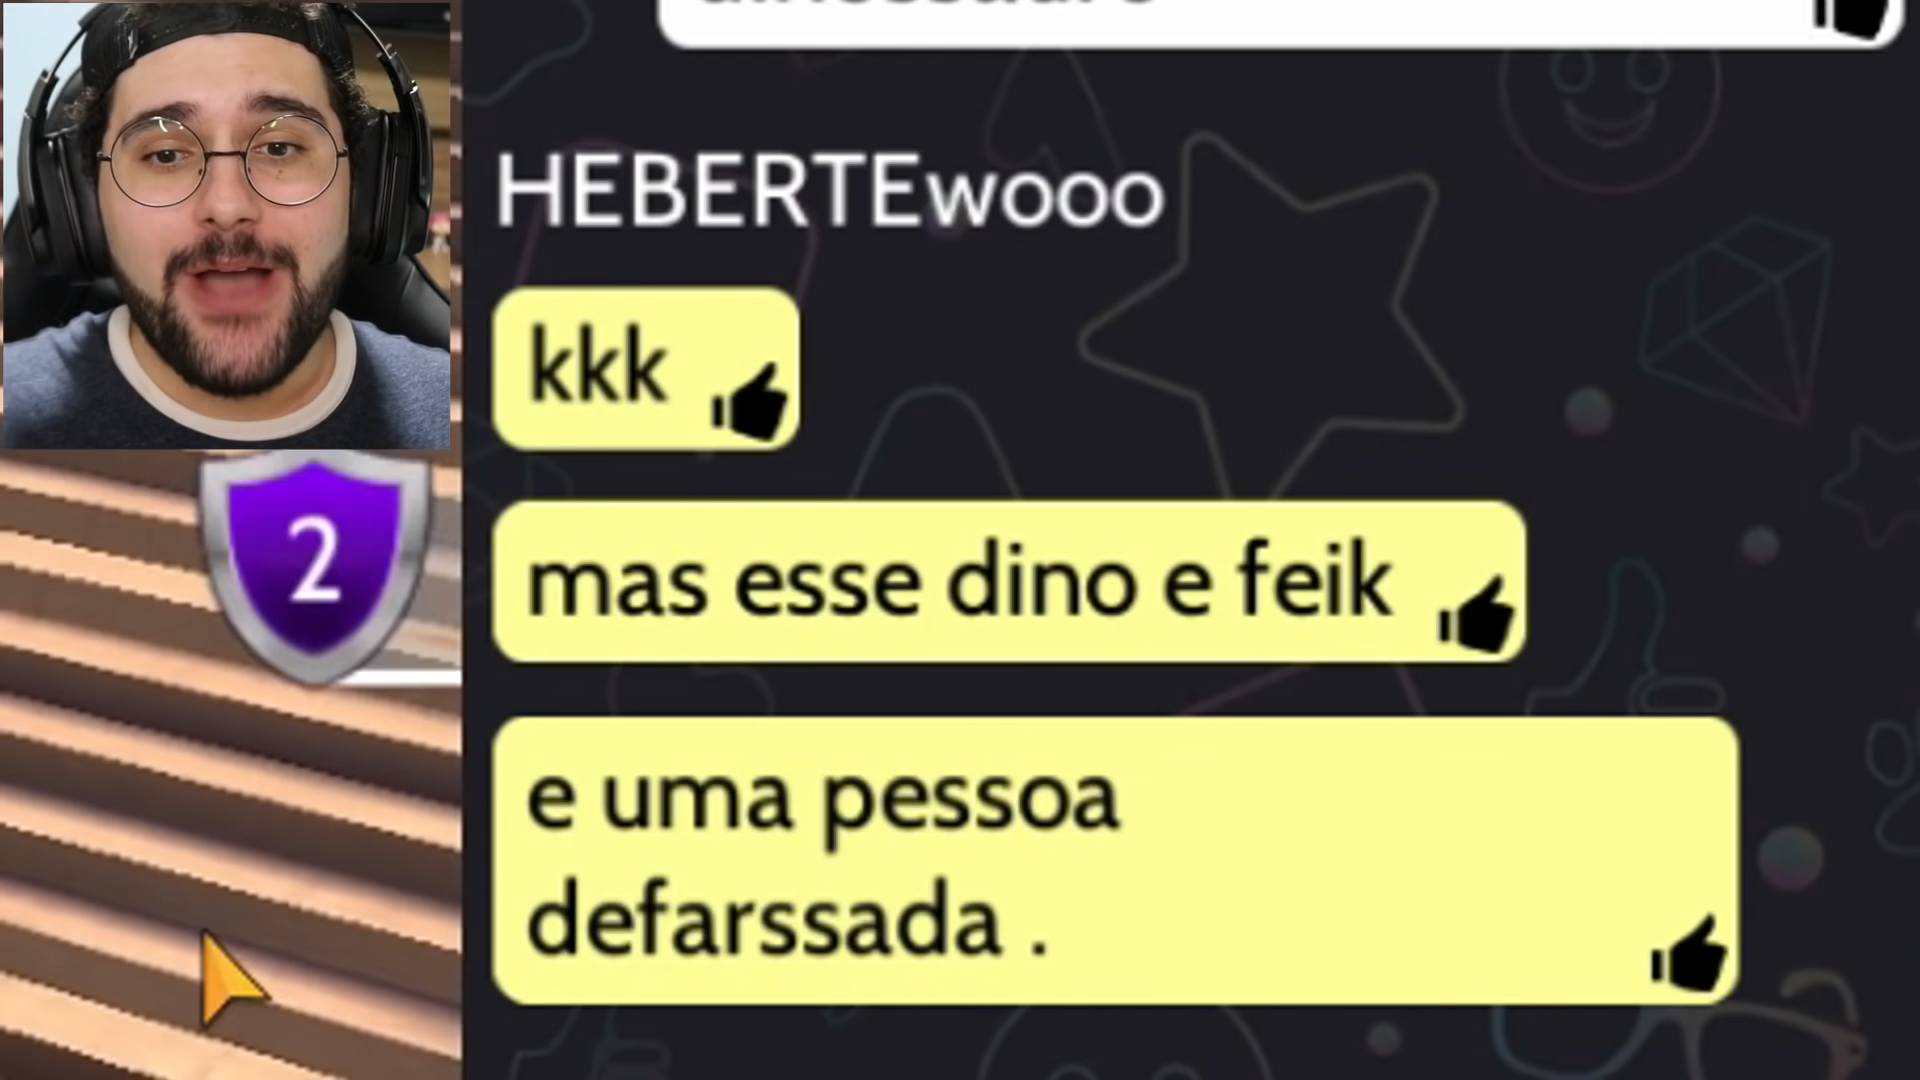 HEBERTEwooo
kkk
2
mas esse dino e feik
e uma pessoa
defarssada .